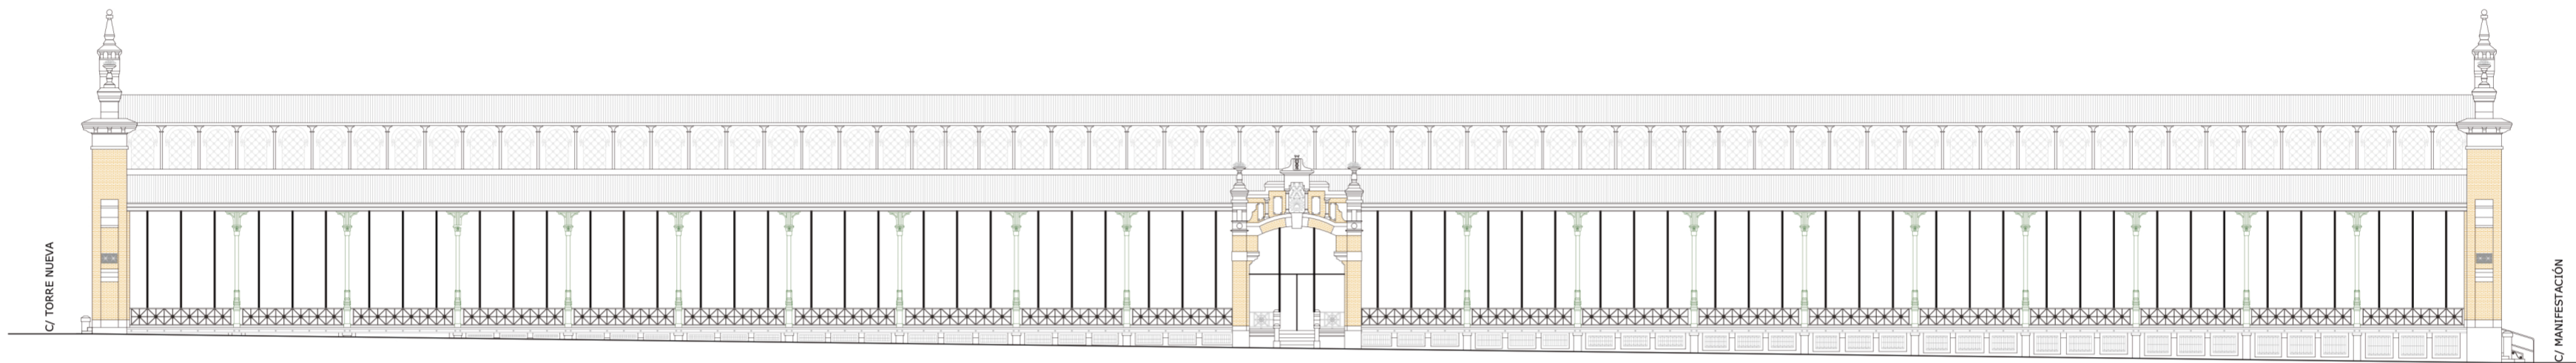 C/ TORRE NUEVA
C/ MANIFESTACIÓN